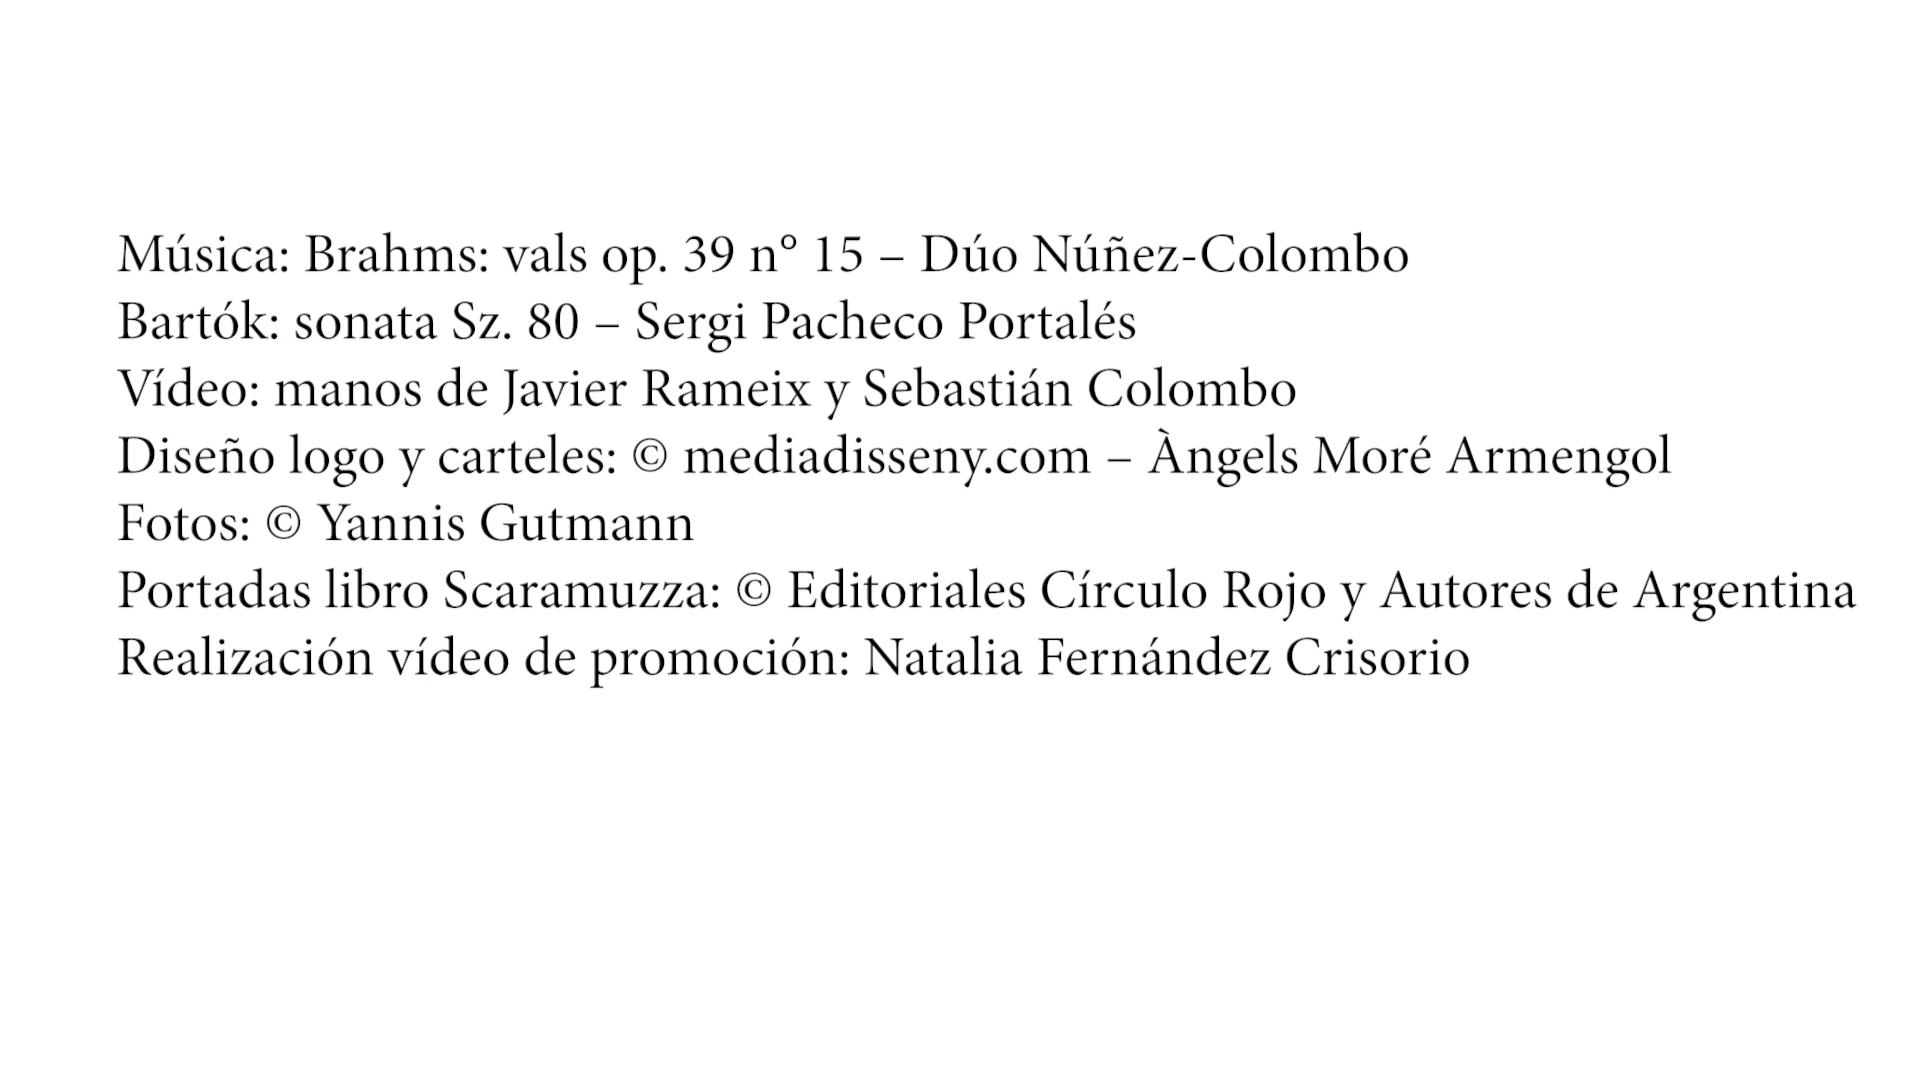 Música: Brahms: vals op. 39 n° 15 – Dúo Núñez-Colombo
Bartók: sonata Sz. 80 – Sergi Pacheco Portalés
Vídeo: manos de Javier Rameix y Sebastián Colombo
Diseño logo y carteles: © mediadisseny.com – Àngels Moré Armengol
Fotos: © Yannis Gutmann
Portadas libro Scaramuzza: © Editoriales Círculo Rojo y Autores de Argentina
Realización vídeo de promoción: Natalia Fernández Crisorio